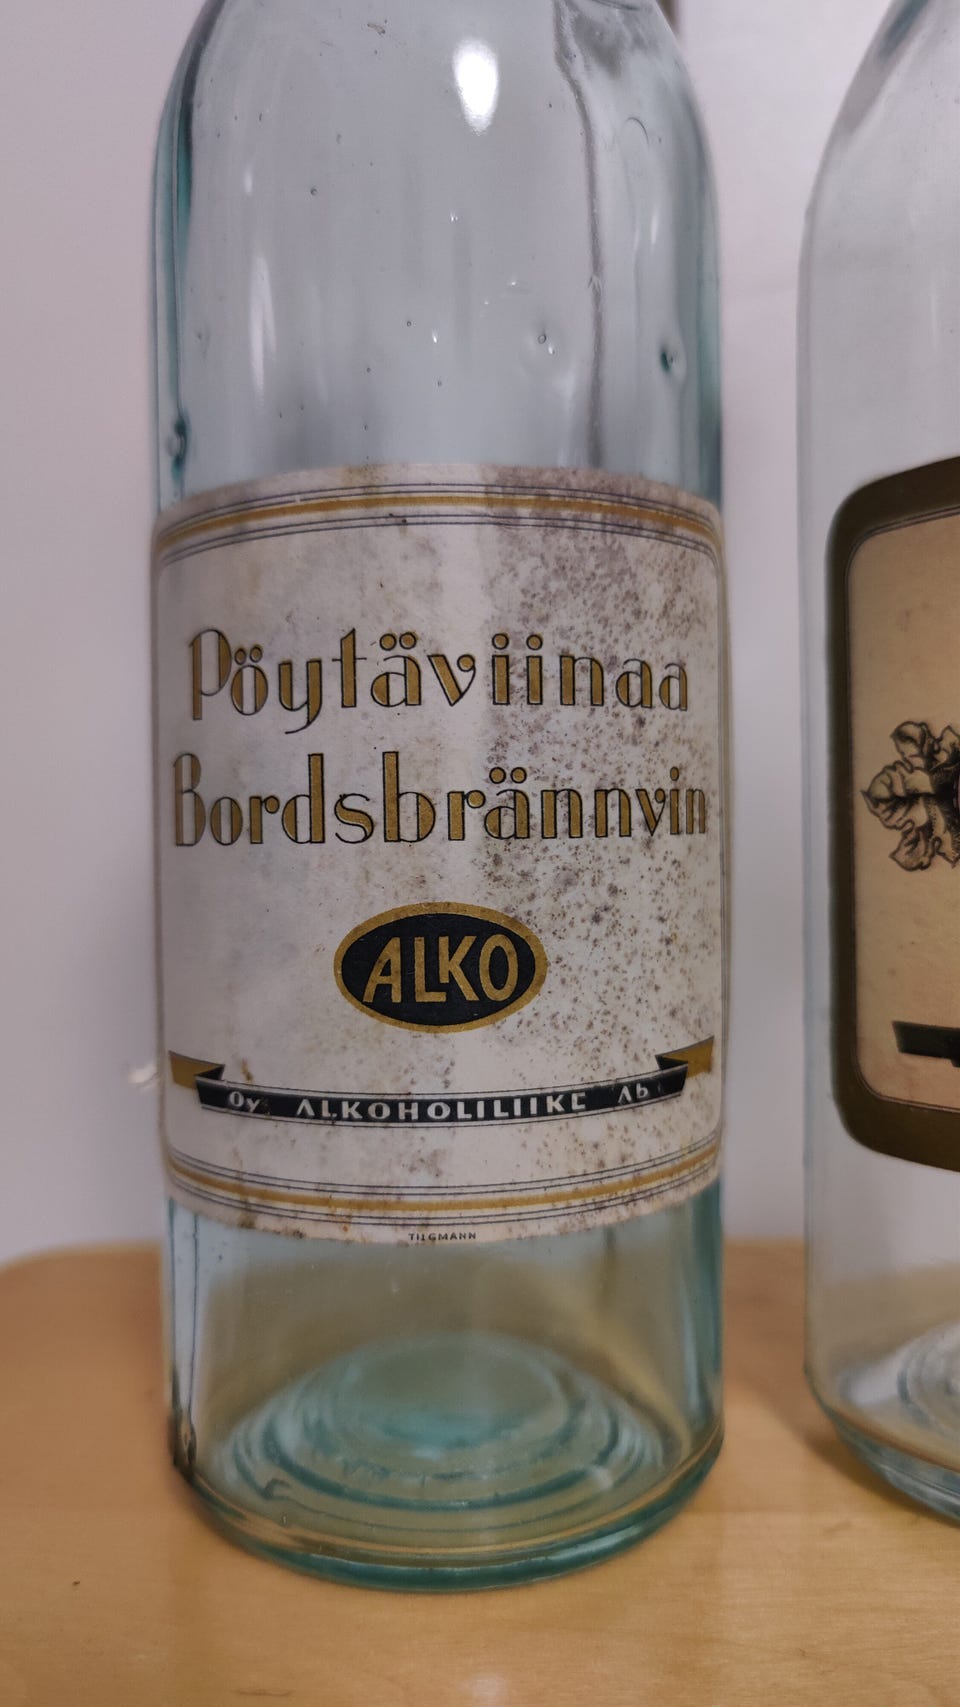 Pöytäviinaa
Bordsbrännvin
ALKO
Oy ALKOHOLILIIKE Ab
TILGMANN